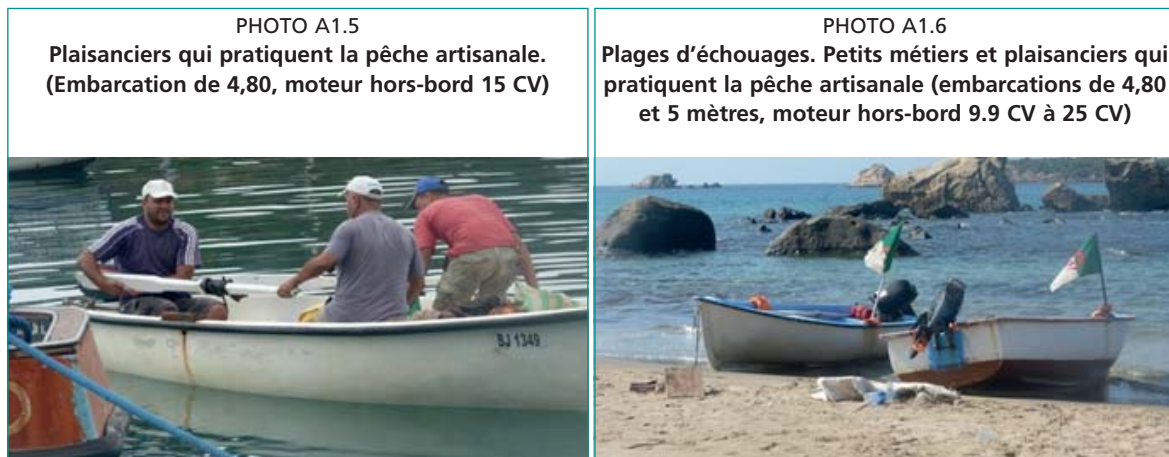 PHOTO A1.5
Plaisanciers qui pratiquent la pêche artisanale.
(Embarcation de 4,80, moteur hors-bord 15 CV)
BJ 1349
PHOTO A1.6
Plages d'échouages. Petits métiers et plaisanciers qui
pratiquent la pêche artisanale (embarcations de 4,80
et 5 mètres, moteur hors-bord 9.9 CV à 25 CV)